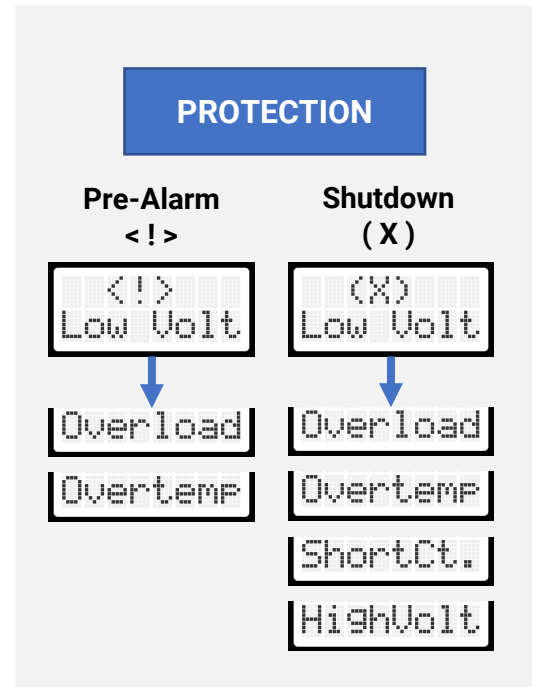 PROTECTION
Pre-Alarm
<!>
<!>
Low Volt
Overload
Overtemp
Shutdown
(X)
(X)
Low Volt
Overload
Overtemp
ShortCt.
HighVolt